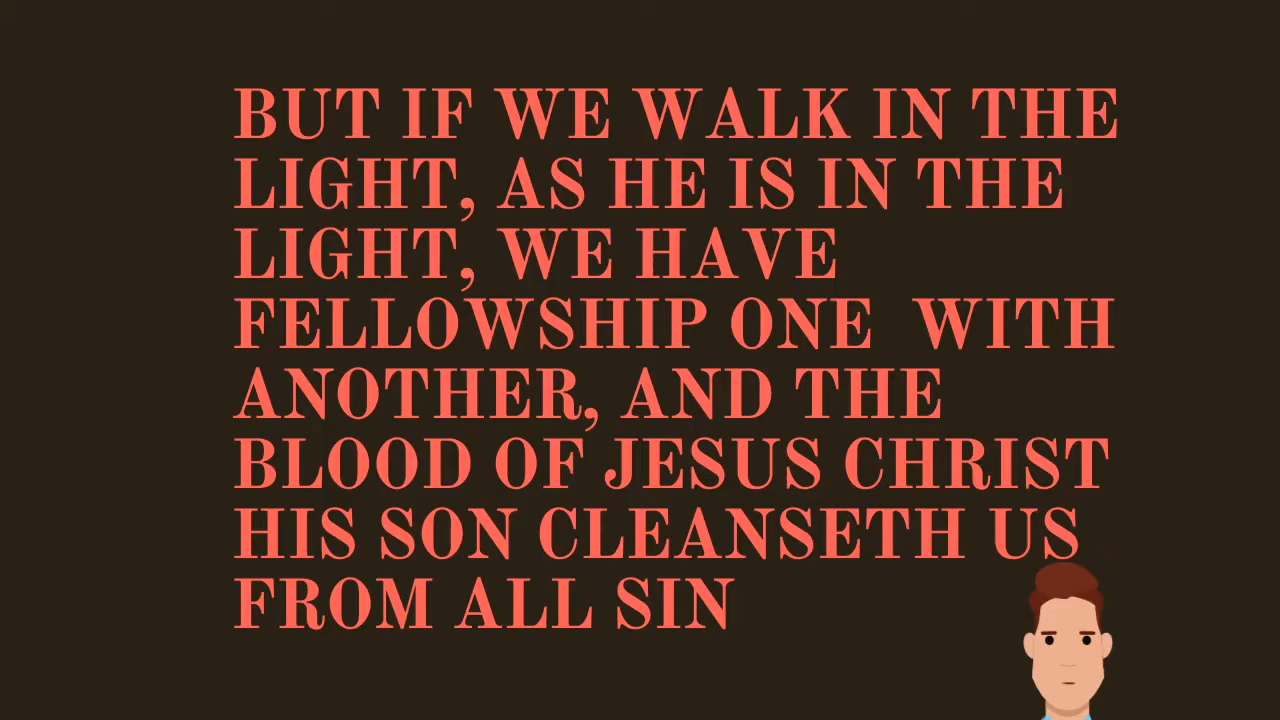 BUT IF WE WALK IN THE
LIGHT, AS HE IS IN THE
LIGHT, WE HAVE
FELLOWSHIP ONE  WITH
ANOTHER, AND THE
BLOOD OF JESUS CHRIST
HIS SON CLEANSETH US
FROM ALL SIN